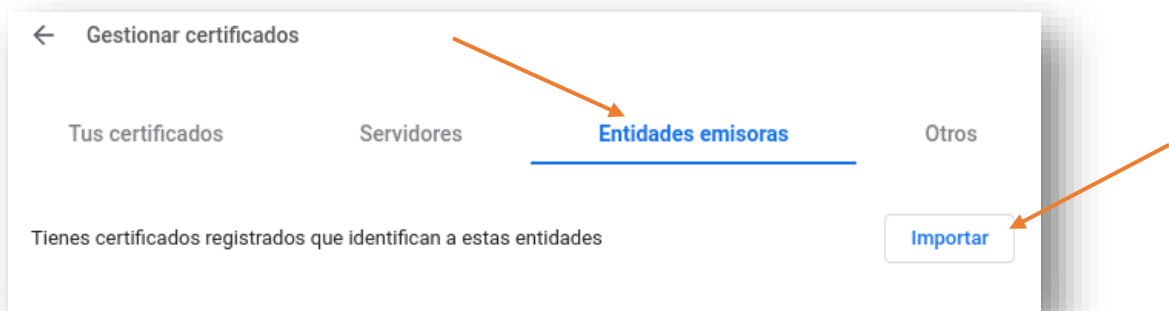 Gestionar certificados
Tus certificados Servidores Entidades emisoras Otros
Tienes certificados registrados que identifican a estas entidades Importar